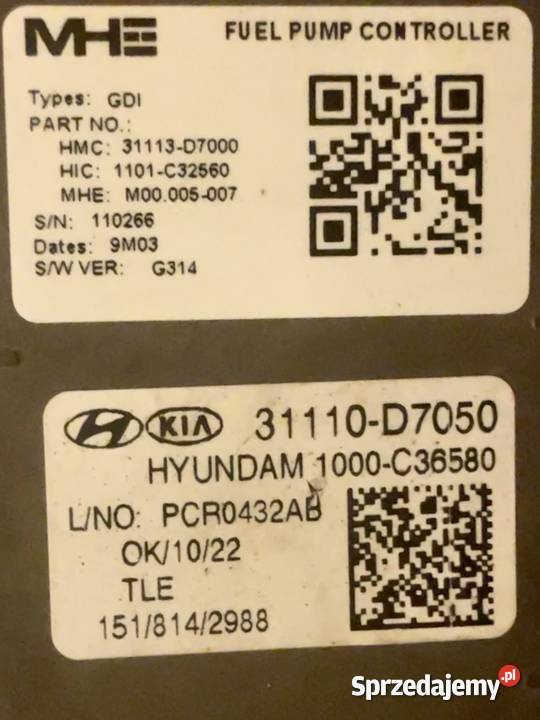 MHE FUEL PUMP CONTROLLER
Types: GDI
PART NO.:
HMC: 31113-D7000
HIC: 1101-C32560
MHE: M00.005-007
S/N: 110266
Dates: 9M03
S/W VER: G314
HYUNDAI KIA 31110-D7050
HYUNDAM 1000-C36580
L/NO: PCR0432AB
OK/10/22
TLE
151/814/2988
Sprzedajemy.pl